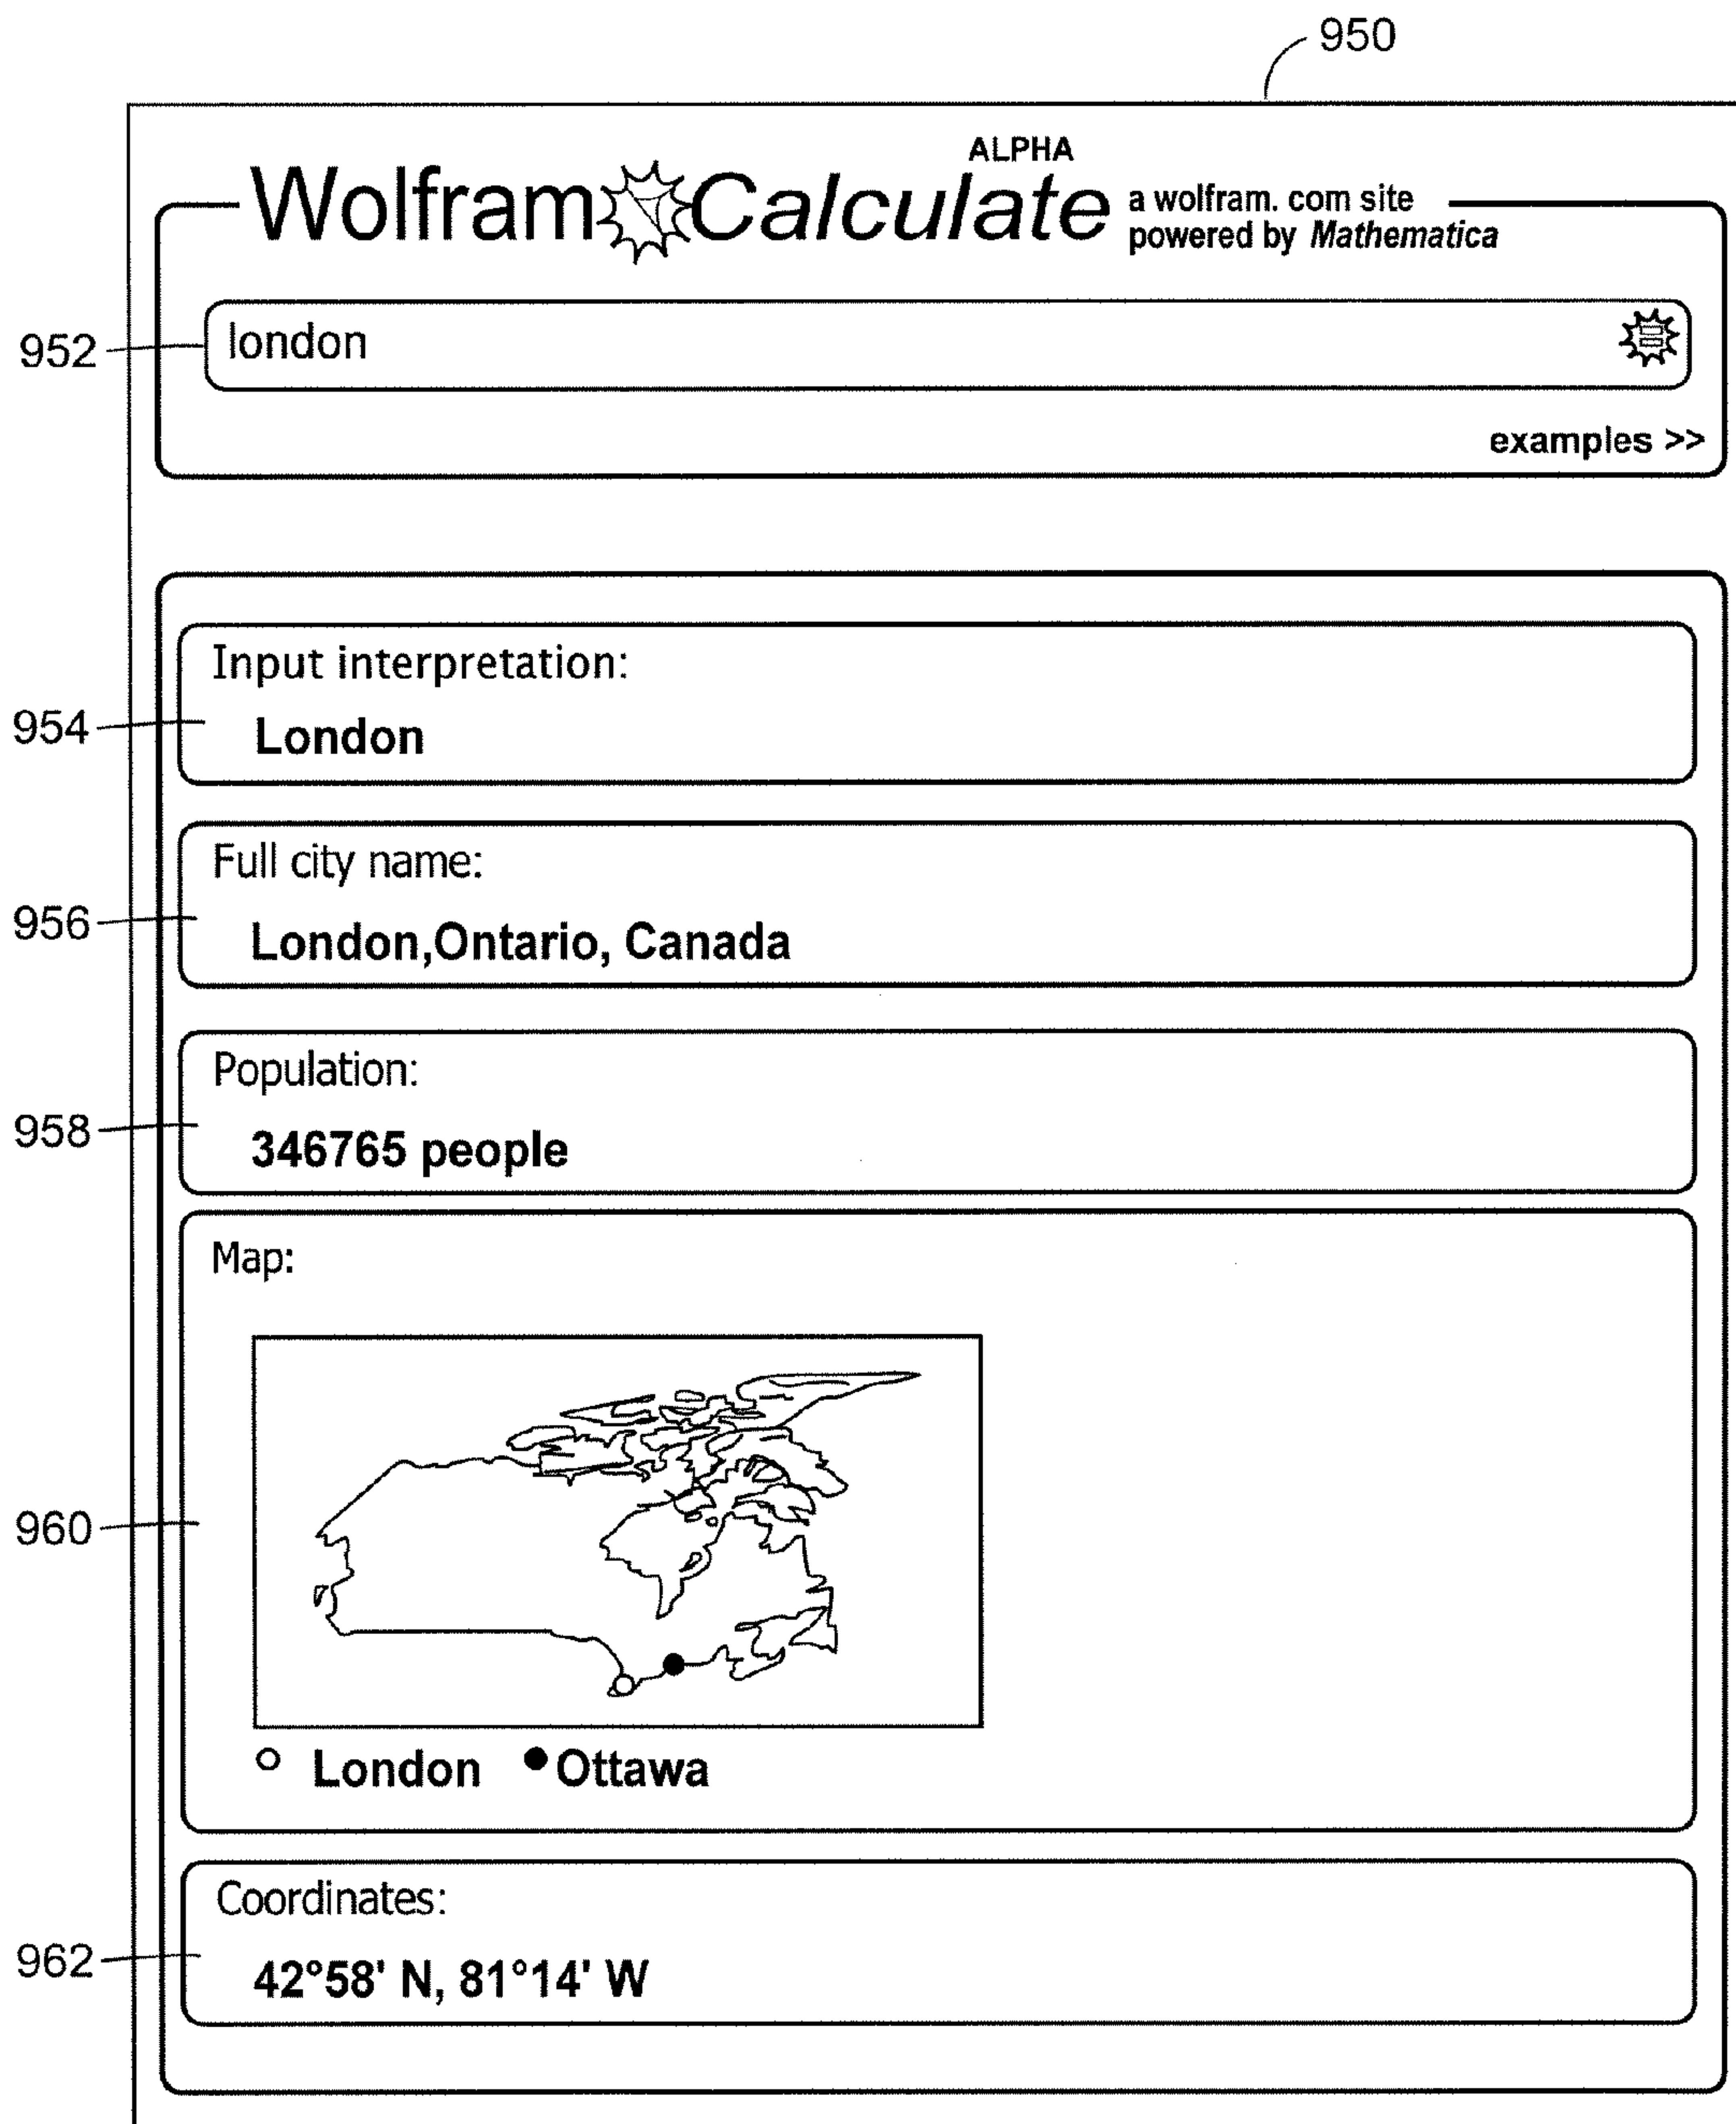 950
ALPHA
Wolfram Calculate a wolfram. com site
powered by Mathematica
952 london
examples >>
Input interpretation:
954 London
Full city name:
956 London,Ontario, Canada
Population:
958 346765 people
Map:
960
London Ottawa
Coordinates:
962 42°58' N, 81°14' W